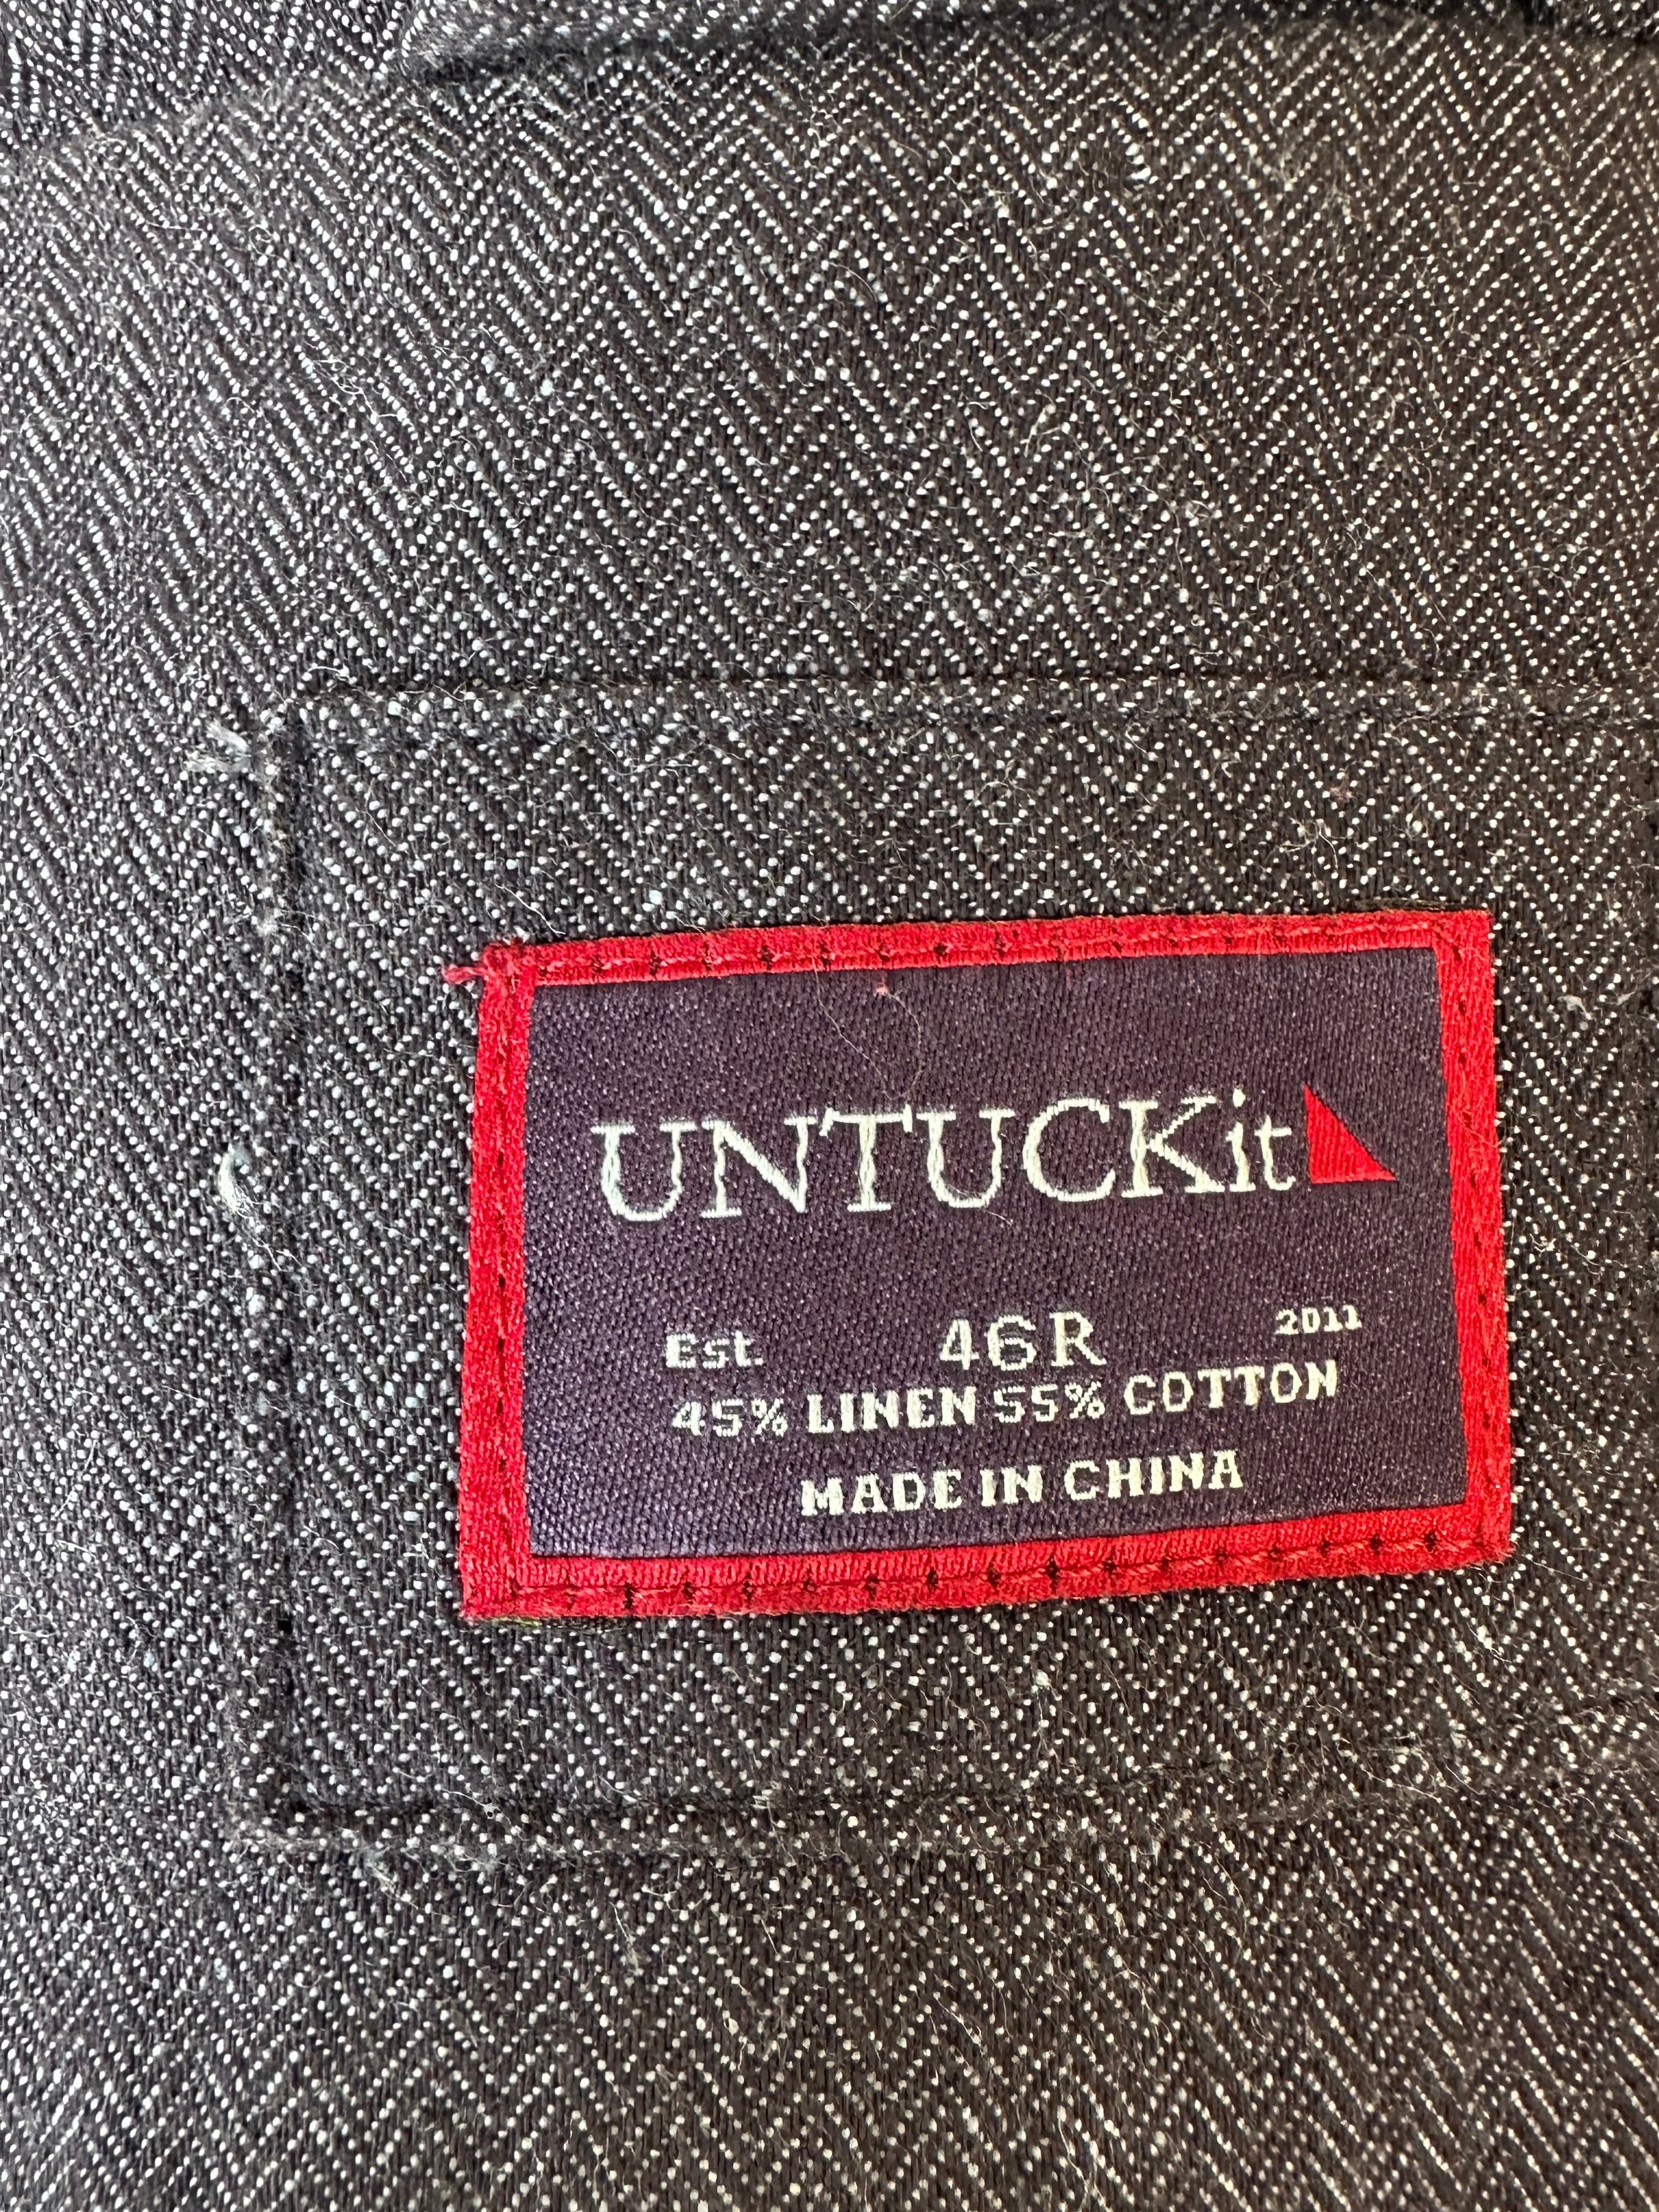 UNTUCKit
Est. 46R 2011
45% LINEN 55% COTTON
MADE IN CHINA